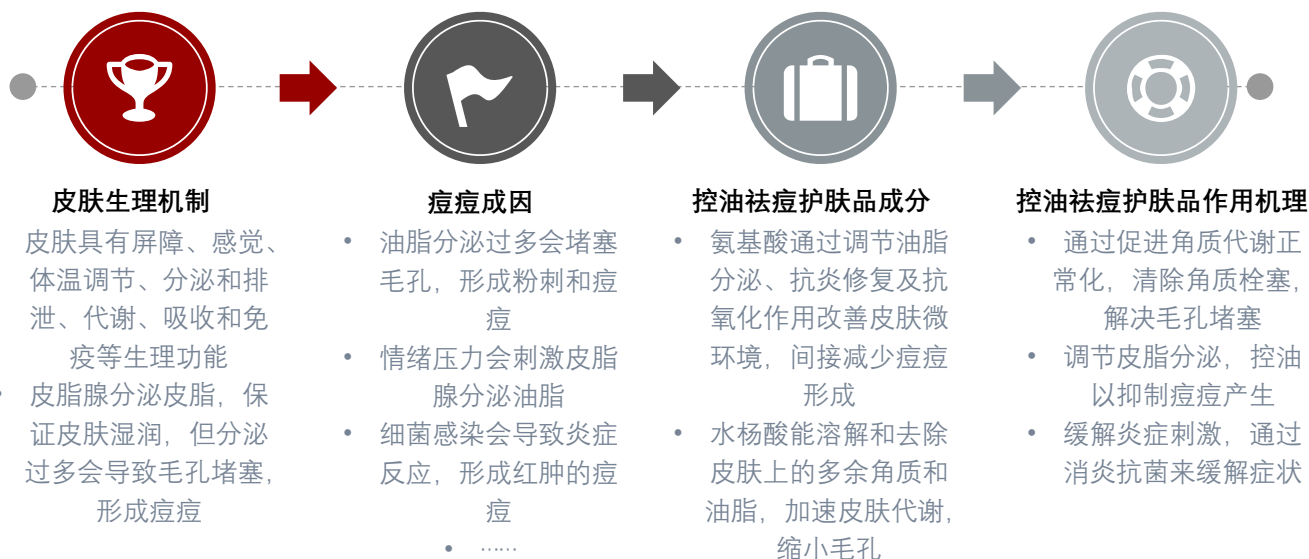 皮肤生理机制
皮肤具有屏障、感觉、
体温调节、分泌和排
泄、代谢、吸收和免
疫等生理功能
• 皮脂腺分泌皮脂，保
证皮肤湿润，但分泌
过多会导致毛孔堵塞，
形成痘痘
痘痘成因
• 油脂分泌过多会堵塞
毛孔，形成粉刺和痘
痘
• 情绪压力会刺激皮脂
腺分泌油脂
• 细菌感染会导致炎症
反应，形成红肿的痘
痘
• ……
控油祛痘护肤品成分
• 氨基酸通过调节油脂
分泌、抗炎修复及抗
氧化作用改善皮肤微
环境，间接减少痘痘
形成
• 水杨酸能溶解和去除
皮肤上的多余角质和
油脂，加速皮肤代谢，
缩小毛孔
控油祛痘护肤品作用机理
• 通过促进角质代谢正
常化，清除角质栓塞，
解决毛孔堵塞
• 调节皮脂分泌，控油
以抑制痘痘产生
• 缓解炎症刺激，通过
消炎抗菌来缓解症状